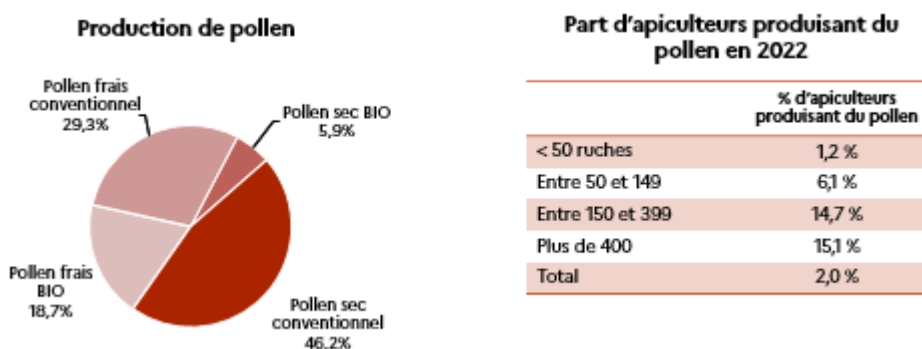 Production de pollen
Pollen frais
conventionnel
29,3%
Pollen sec BIO
5,9%
Pollen frais
BIO
18,7%
Pollen sec
conventionnel
46,2%
Part d'apiculteurs produisant du
pollen en 2022
% d'apiculteurs
produisant du pollen
< 50 ruches 1,2 %
Entre 50 et 149 6,1 %
Entre 150 et 399 14,7 %
Plus de 400 15,1 %
Total 2,0 %